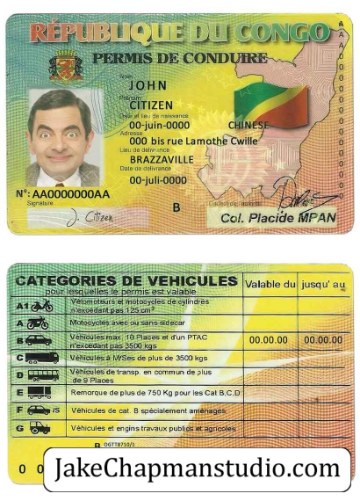 RÉPUBLIQUE DU CONGO
PERMIS DE CONDUIRE
Nom
JOHN
Prénom
CITIZEN
Date et lieu de naissance
00-juin-0000 CHINESE
Adresse
000 bis rue Lamothe Cwille
Lieu de délivrance
BRAZZAVILLE
Date de délivrance
00-juli-0000
N°: AA0000000AA
Signature
J. Citizen
B
Col. Placide MPAN
CATEGORIES DE VEHICULES
pour lesquelles le permis est valable
Valable du jusqu' au
A1 Vélomoteurs et motocycles de cylindrés
n'excédant pas 125 cm³
A Motocycles avec ou sans sidecar
B Véhicules max. 10 Places et d'un PTAC
n'excédant pas 3500 kgs
00.00.00 00.00.00
C Véhicules à MrSes de plus de 3500 kgs
D Véhicules de transp. en commun de plus
de 9 Places
E Remorque de plus de 750 Kg pour les Cat B.C.D
F /S Véhicules de cat. B spécialement aménagés
G Véhicules et engins travaux publics et agricoles
B DGTT8750/1
0 0
JakeChapmanstudio.com